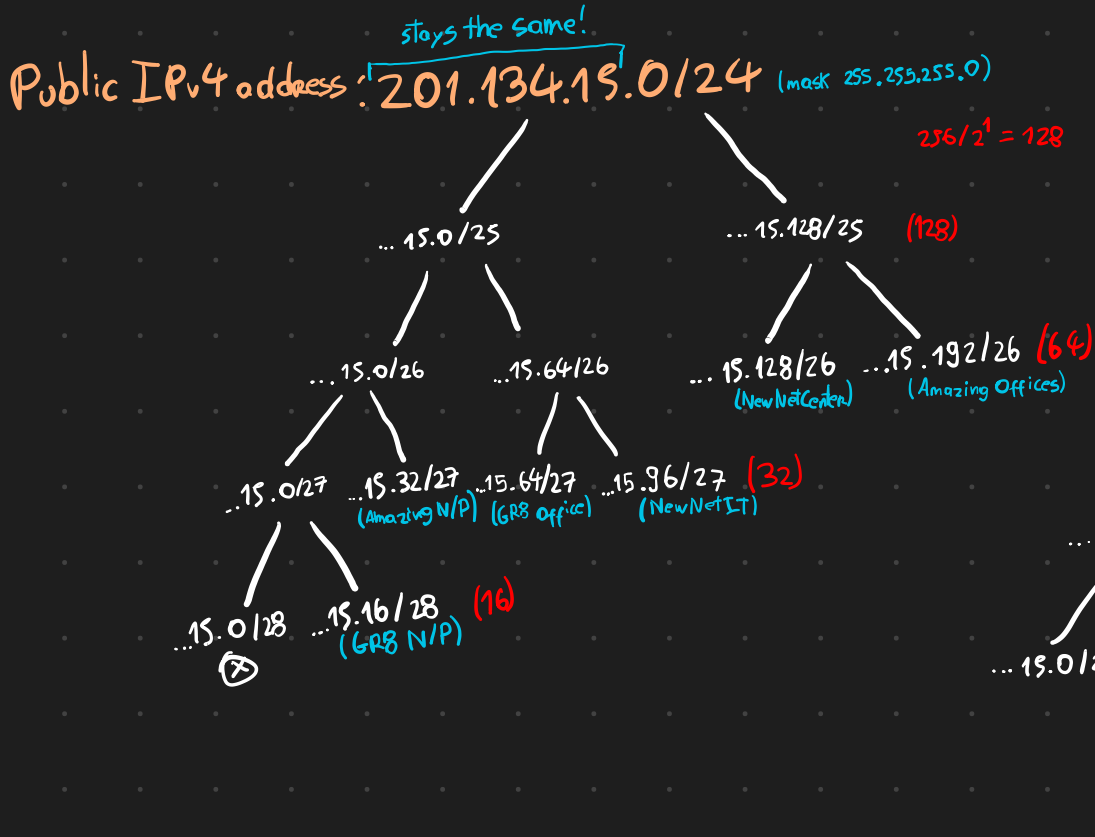 stays the same!
Public IPv4 address: 201.134.15.0/24 (mask 255.255.255.0)
256/2¹ = 128
...15.0/25 ...15.128/25 (128)
...15.0/26 ...15.64/26 ...15.128/26 ...15.192/26 (64)
(NewNetCenter) (Amazing Offices)
...15.0/27 ...15.32/27 ...15.64/27 ...15.96/27 (32)
(Amazing N/P) (GR8 Office) (NewNetIT)
...
...15.0/28 ...15.16/28 (16)
(GR8 N/P)
X
...15.0/2